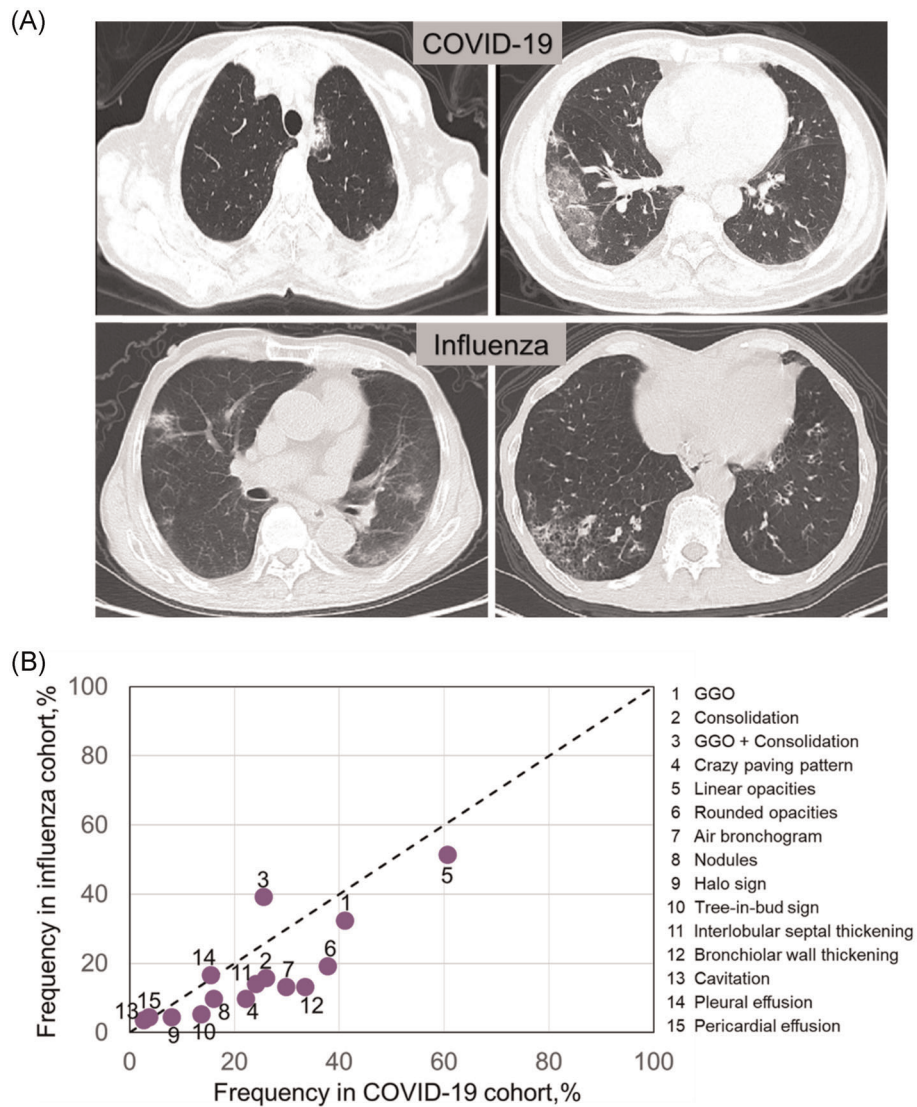 (A)
COVID-19
Influenza
(B)
Frequency in influenza cohort,%
100
80
60
40
20
0
3
5
1
6
14
11
2
7
12
8
4
13
15
9
10
0
20
40
60
80
100
Frequency in COVID-19 cohort,%
1 GGO
2 Consolidation
3 GGO + Consolidation
4 Crazy paving pattern
5 Linear opacities
6 Rounded opacities
7 Air bronchogram
8 Nodules
9 Halo sign
10 Tree-in-bud sign
11 Interlobular septal thickening
12 Bronchiolar wall thickening
13 Cavitation
14 Pleural effusion
15 Pericardial effusion